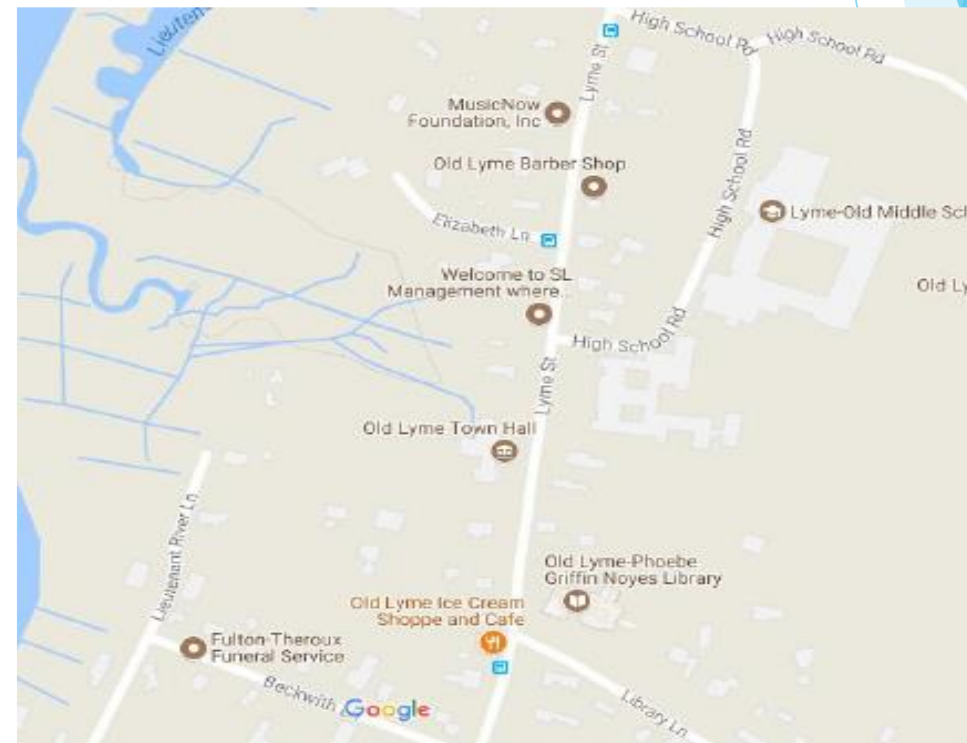 High School Rd
High School Rd
Lyme St
MusicNow
Foundation, Inc
Old Lyme Barber Shop
High School Rd
Lyme-Old Middle Sch
Elizabeth Ln
Welcome to SL
Management where...
Old Ly
High School Rd
Lyme St
Old Lyme Town Hall
Lieutenant River Ln
Old Lyme-Phoebe
Griffin Noyes Library
Old Lyme Ice Cream
Shoppe and Cafe
Fulton-Theroux
Funeral Service
Beckwith
Google
Library Ln